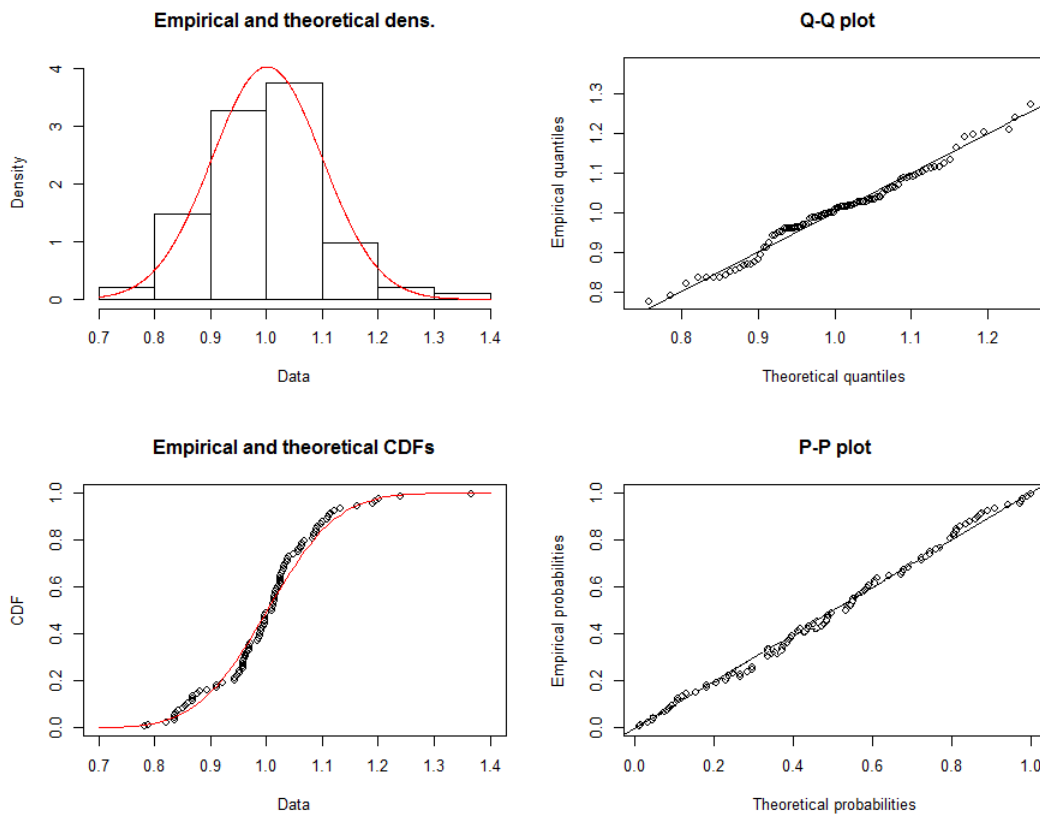 Empirical and theoretical dens.
Density
0 1 2 3 4
0.7 0.8 0.9 1.0 1.1 1.2 1.3 1.4
Data
Q-Q plot
Empirical quantiles
0.8 0.9 1.0 1.1 1.2 1.3
0.8 0.9 1.0 1.1 1.2
Theoretical quantiles
Empirical and theoretical CDFs
CDF
0.0 0.2 0.4 0.6 0.8 1.0
0.7 0.8 0.9 1.0 1.1 1.2 1.3 1.4
Data
P-P plot
Empirical probabilities
0.0 0.2 0.4 0.6 0.8 1.0
0.0 0.2 0.4 0.6 0.8 1.0
Theoretical probabilities